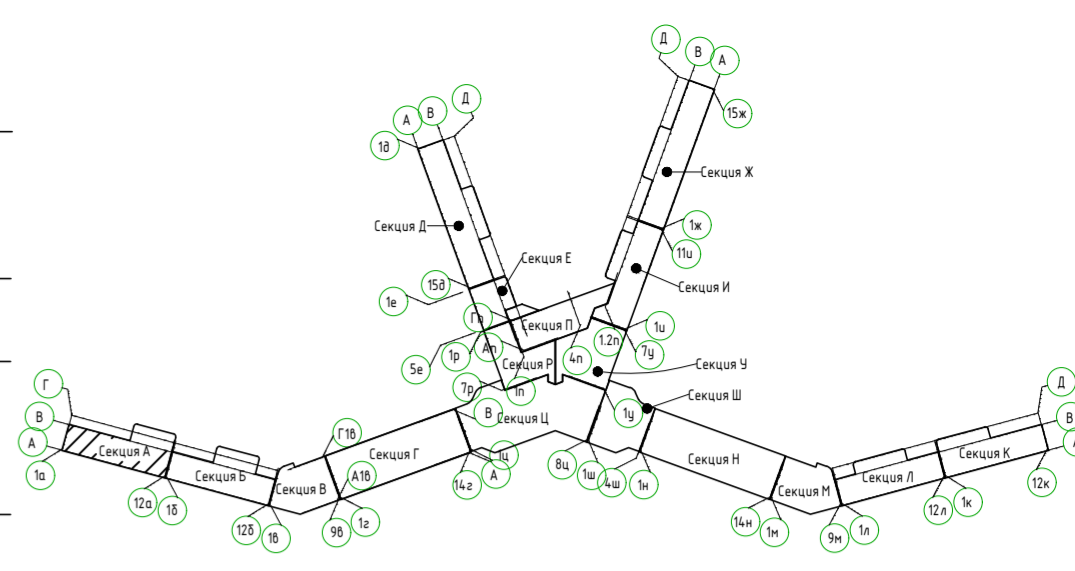 Д
В
А
15ж
Д
В
А
1д
Секция Ж
Секция Д
1ж
11и
Секция Е
15д
1е
Секция И
Гп
Секция П
1и
1.2п
7у
5е
1р
Ап
4п
Секция Р
Секция У
7р
1п
Г
В
А
1а
Секция А
12а
1б
Секция Б
12б
1в
Секция В
Г1в
А1в
9в
1г
Секция Г
В
Секция Ц
1ц
А
14г
8ц
1ш
4ш
1у
Секция Ш
1н
Секция Н
14н
1м
Секция М
9м
1л
Секция Л
12л
1к
Секция К
12к
Д
В